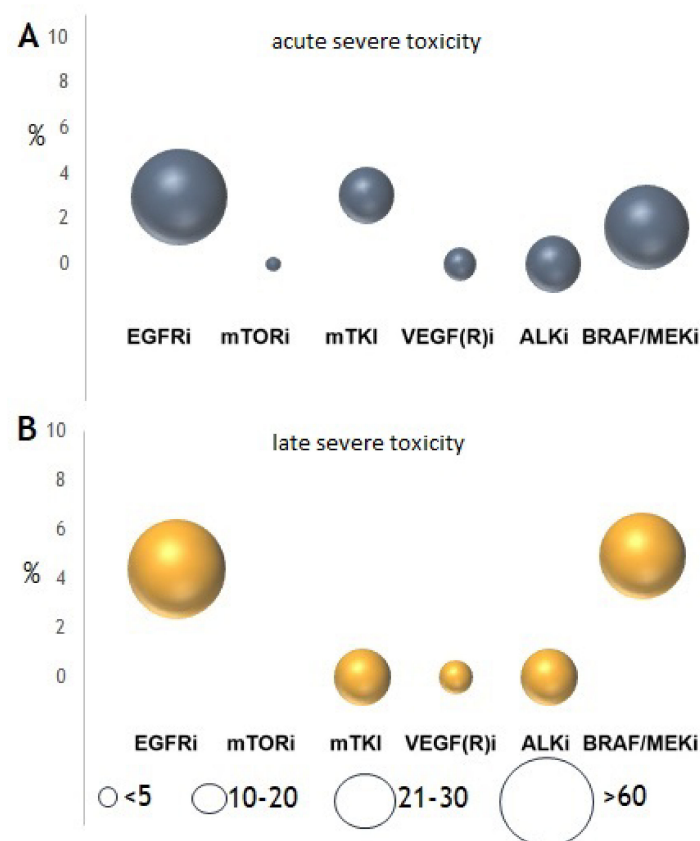 A
acute severe toxicity
10
8
6
%
4
2
0
EGFRi mTORi mTKI VEGF(R)i ALKi BRAF/MEKi
B
late severe toxicity
10
8
6
%
4
2
0
EGFRi mTORi mTKI VEGF(R)i ALKi BRAF/MEKi
<5 10-20 21-30 >60